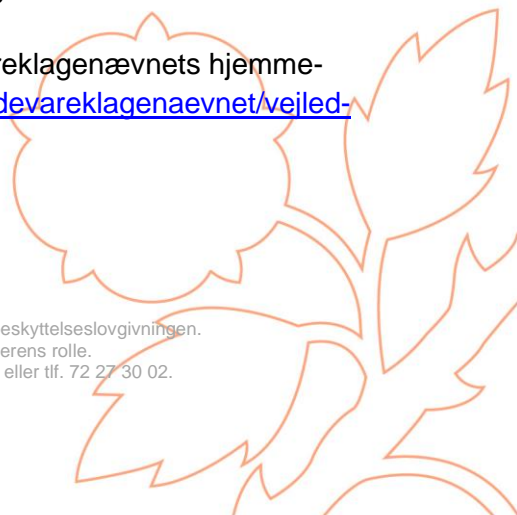 reklagenævnets hjemme-
devareklagenaevnet/vejled-
eskyttelseslovgivningen.
erens rolle.
eller tlf. 72 27 30 02.